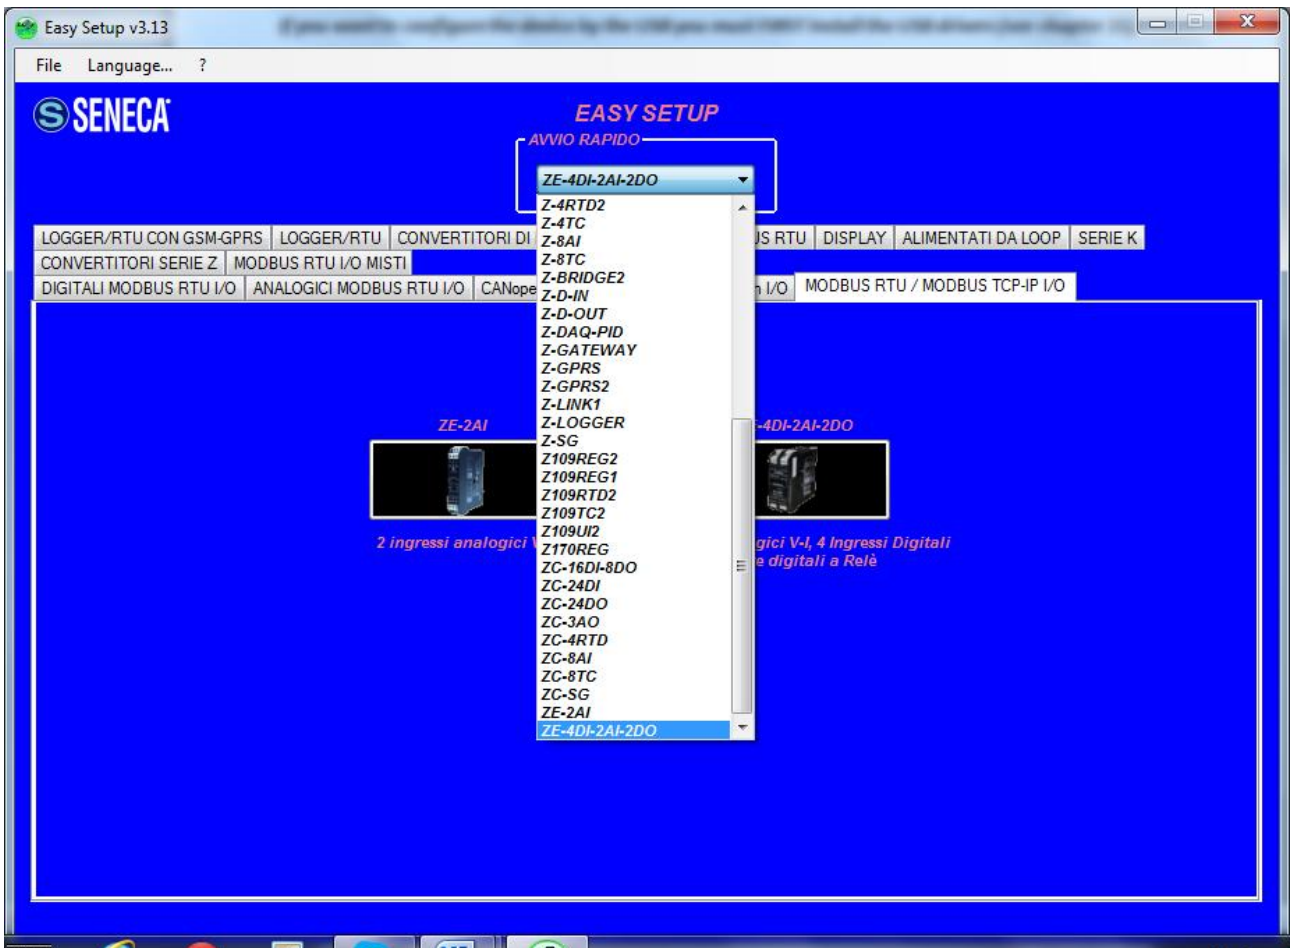 Easy Setup v3.13
File Language... ?
SENECA
EASY SETUP
AVVIO RAPIDO
ZE-4DI-2AI-2DO
Z-4RTD2
Z-4TC
Z-8AI
Z-8TC
Z-BRIDGE2
Z-D-IN
Z-D-OUT
Z-DAQ-PID
Z-GATEWAY
Z-GPRS
Z-GPRS2
Z-LINK1
Z-LOGGER
Z-SG
Z109REG2
Z109REG1
Z109RTD2
Z109TC2
Z109UI2
Z170REG
ZC-16DI-8DO
ZC-24DI
ZC-24DO
ZC-3AO
ZC-4RTD
ZC-8AI
ZC-8TC
ZC-SG
ZE-2AI
ZE-4DI-2AI-2DO
LOGGER/RTU CON GSM-GPRS LOGGER/RTU CONVERTITORI DI RTU DISPLAY ALIMENTATI DA LOOP SERIE K
CONVERTITORI SERIE Z MODBUS RTU I/O MISTI
DIGITALI MODBUS RTU I/O ANALOGICI MODBUS RTU I/O CANope I/O MODBUS RTU / MODBUS TCP-IP I/O
ZE-2AI
-4DI-2AI-2DO
2 ingressi analogici
gici V-I, 4 Ingressi Digitali
e digitali a Relè